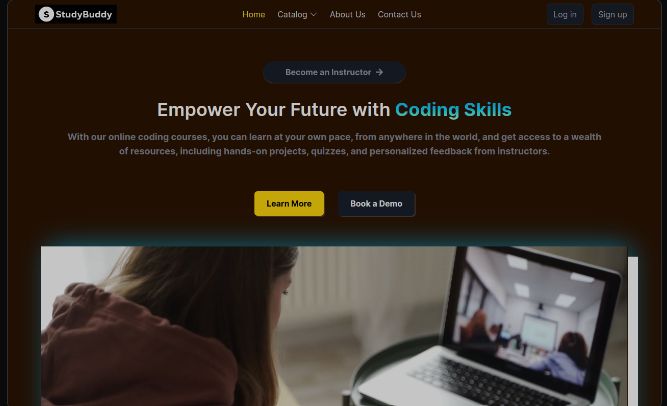 S StudyBuddy
Home Catalog About Us Contact Us
Log in Sign up
Become an Instructor
Empower Your Future with Coding Skills
With our online coding courses, you can learn at your own pace, from anywhere in the world, and get access to a wealth
of resources, including hands-on projects, quizzes, and personalized feedback from instructors.
Learn More Book a Demo